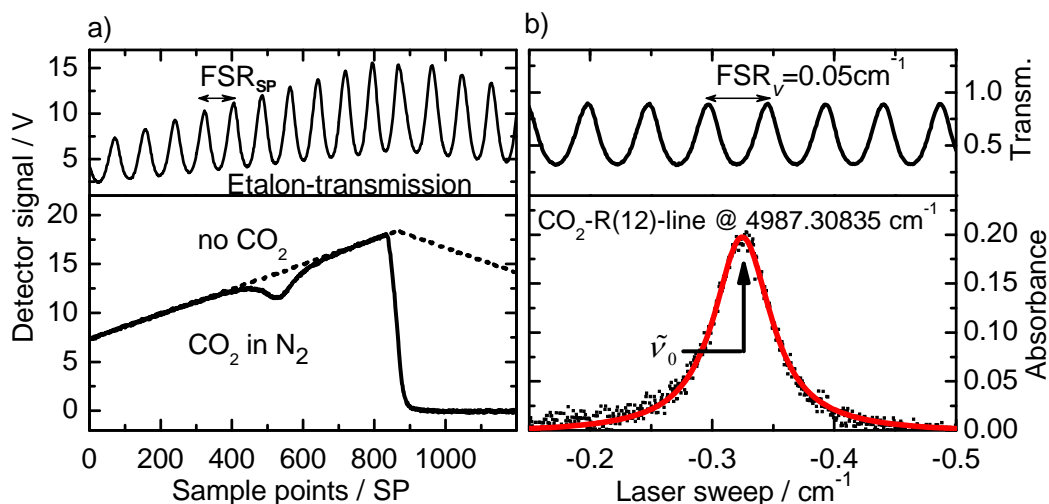 a)
15
10
5
FSR_SP
Etalon-transmission
Detector signal / V
20
15
10
5
0
no CO₂
CO₂ in N₂
0 200 400 600 800 1000
Sample points / SP
b)
FSR_ν=0.05cm⁻¹
1.0
0.5
Transm.
CO₂-R(12)-line @ 4987.30835 cm⁻¹
ν̃₀
0.20
0.15
0.10
0.05
0.00
Absorbance
-0.2 -0.3 -0.4 -0.5
Laser sweep / cm⁻¹